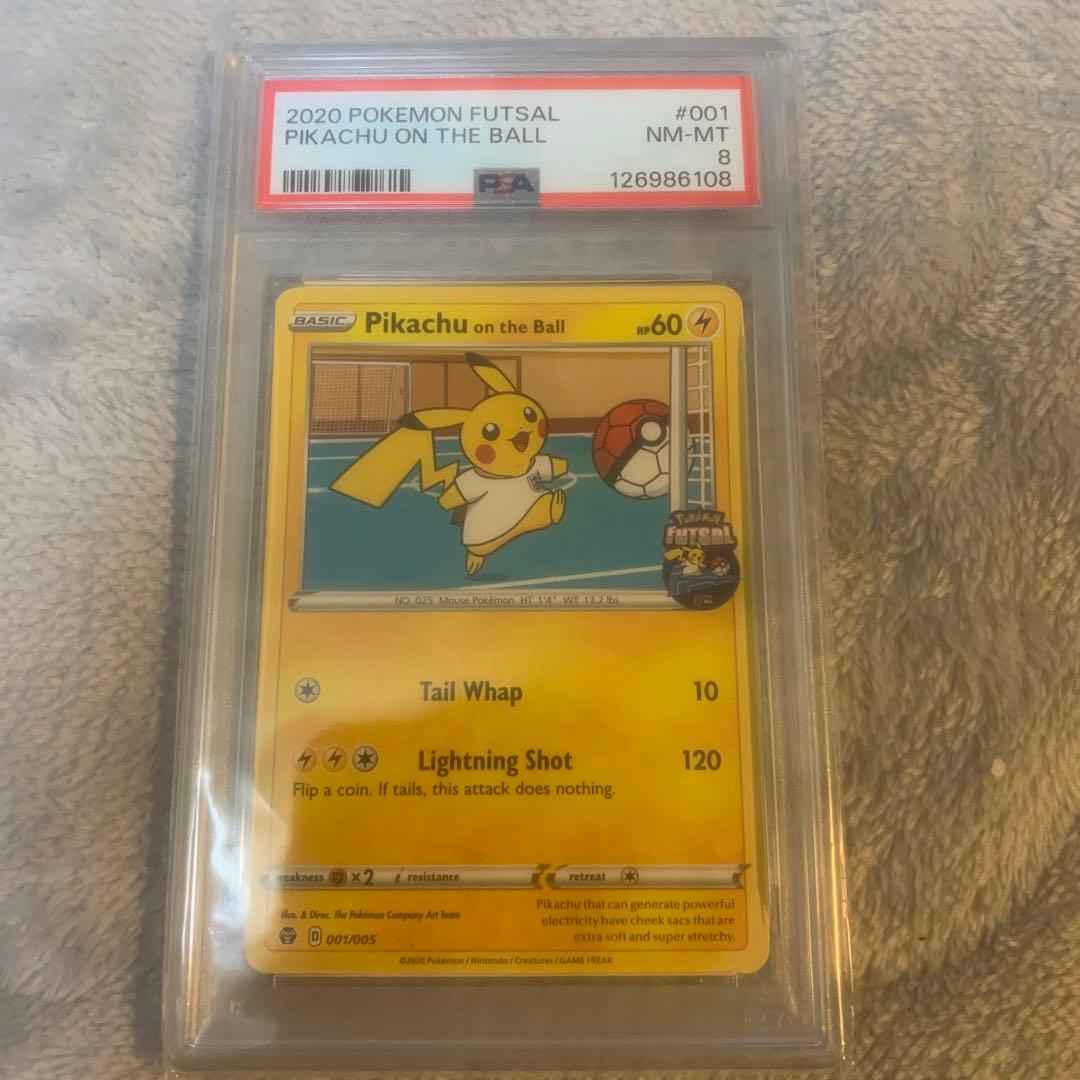 2020 POKEMON FUTSAL #001
PIKACHU ON THE BALL NM-MT
8
PSA 126986108
BASIC Pikachu on the Ball HP60
POKéMON
FUTSAL
NO. 025 Mouse Pokémon HT: 1'4" WT: 13.2 lbs.
Tail Whap 10
Lightning Shot 120
Flip a coin. If tails, this attack does nothing.
weakness ×2 resistance retreat
Illus. & Direc. The Pokémon Company Art Team
Pikachu that can generate powerful
electricity have cheek sacs that are
extra soft and super stretchy.
D 001/005
©2020 Pokémon / Nintendo / Creatures / GAME FREAK